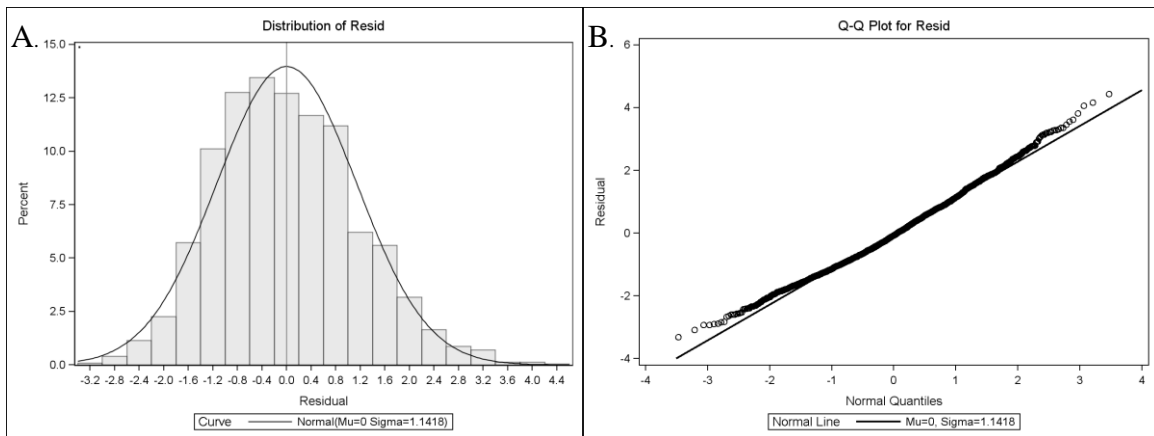 A.
Distribution of Resid
15.0
12.5
10.0
7.5
5.0
2.5
0.0
Percent
-3.2 -2.8 -2.4 -2.0 -1.6 -1.2 -0.8 -0.4 0.0 0.4 0.8 1.2 1.6 2.0 2.4 2.8 3.2 3.6 4.0 4.4
Residual
Curve Normal(Mu=0 Sigma=1.1418)
B.
Q-Q Plot for Resid
6
4
2
0
-2
-4
Residual
-4 -3 -2 -1 0 1 2 3 4
Normal Quantiles
Normal Line Mu=0, Sigma=1.1418